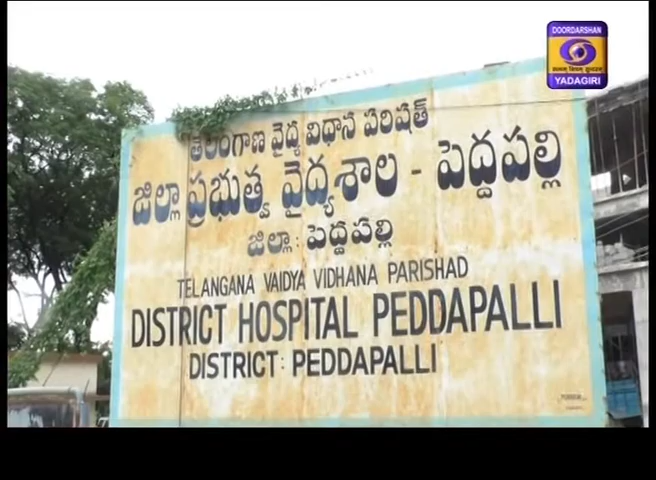 DOORDARSHAN
YADAGIRI
తెలంగాణ వైద్య విధాన పరిషత్
జిల్లా ప్రభుత్వ వైద్యశాల - పెద్దపల్లి
జిల్లా: పెద్దపల్లి
TELANGANA VAIDYA VIDHANA PARISHAD
DISTRICT HOSPITAL PEDDAPALLI
DISTRICT: PEDDAPALLI